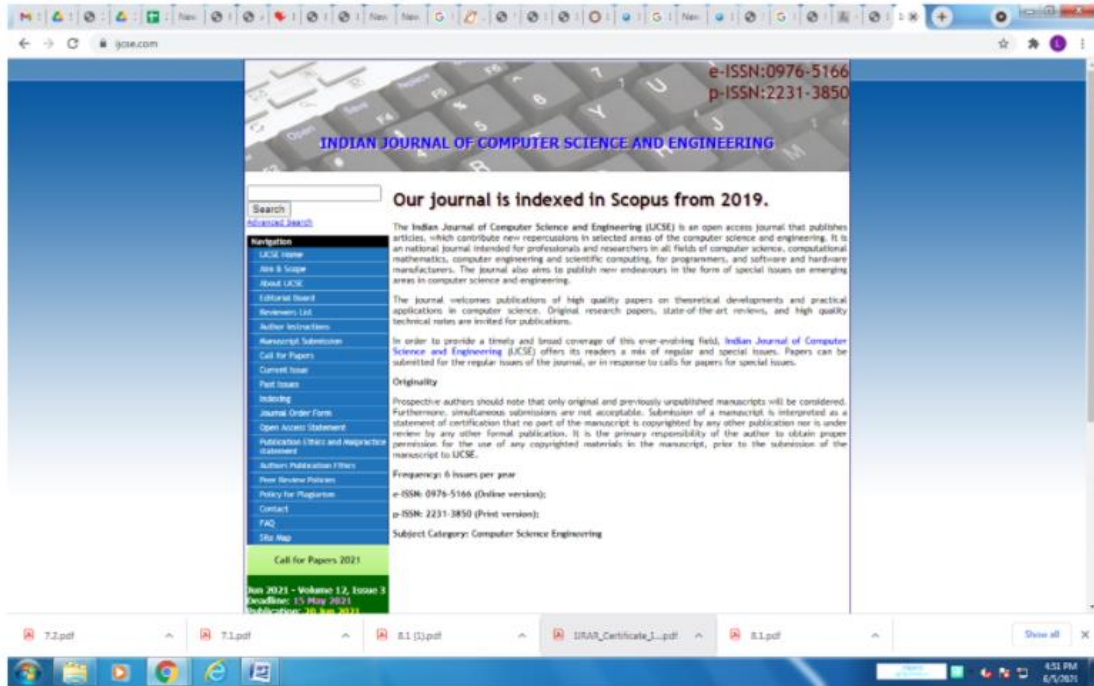 ijcse.com
e-ISSN:0976-5166
p-ISSN:2231-3850
INDIAN JOURNAL OF COMPUTER SCIENCE AND ENGINEERING
Search
Advanced Search
Navigation
IJCSE Home
Aim & Scope
About IJCSE
Editorial Board
Reviewers List
Author Instructions
Manuscript Submission
Call for Papers
Current Issue
Past Issues
Indexing
Journal Order Form
Open Access Statement
Publication Ethics and Malpractice
statement
Authors Publication Ethics
Peer Review Policies
Policy for Plagiarism
Contact
FAQ
Site Map
Call for Papers 2021
Jun 2021 - Volume 12, Issue 3
Deadline: 15 May 2021
Publication: 20 Jun 2021
Our journal is indexed in Scopus from 2019.
The Indian Journal of Computer Science and Engineering (IJCSE) is an open access journal that publishes
articles, which contribute new repercussions in selected areas of the computer science and engineering. It is
an national journal intended for professionals and researchers in all fields of computer science, computational
mathematics, computer engineering and scientific computing, for programmers, and software and hardware
manufacturers. The journal also aims to publish new endeavours in the form of special issues on emerging
areas in computer science and engineering.
The journal welcomes publications of high quality papers on theoretical developments and practical
applications in computer science. Original research papers, state-of-the-art reviews, and high quality
technical notes are invited for publications.
In order to provide a timely and broad coverage of this ever-evolving field, Indian Journal of Computer
Science and Engineering (IJCSE) offers its readers a mix of regular and special issues. Papers can be
submitted for the regular issues of the journal, or in response to calls for papers for special issues.
Originality
Prospective authors should note that only original and previously unpublished manuscripts will be considered.
Furthermore, simultaneous submissions are not acceptable. Submission of a manuscript is interpreted as a
statement of certification that no part of the manuscript is copyrighted by any other publication nor is under
review by any other formal publication. It is the primary responsibility of the author to obtain proper
permission for the use of any copyrighted materials in the manuscript, prior to the submission of the
manuscript to IJCSE.
Frequency: 6 issues per year
e-ISSN: 0976-5166 (Online version);
p-ISSN: 2231-3850 (Print version);
Subject Category: Computer Science Engineering
7.2.pdf
7.1.pdf
8.1 (1).pdf
8.1.pdf
Show all
4:51 PM
6/5/2021